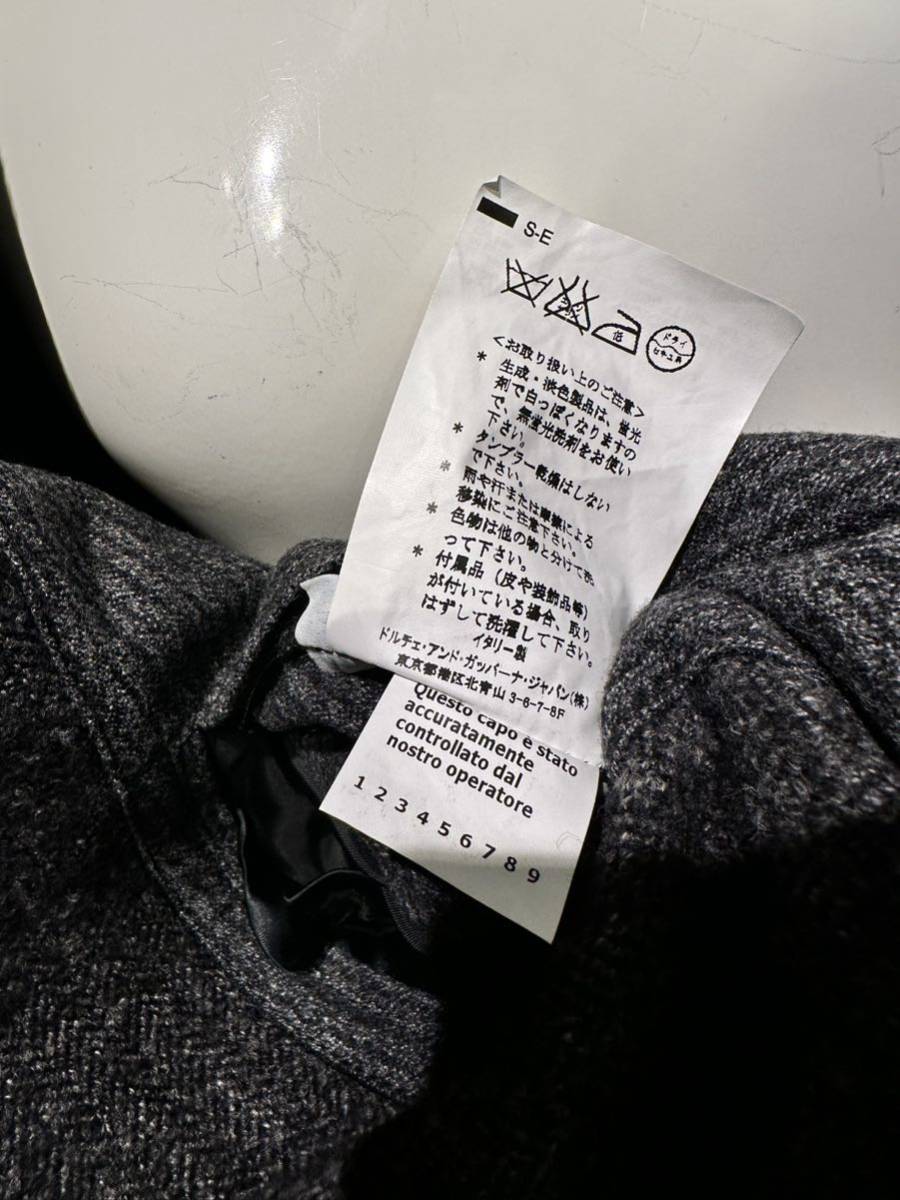 S-E
低
ドライ
セキユ系
<お取り扱い上のご注意>
* 生成・淡色製品は、蛍光
剤で白っぽくなりますの
で、無蛍光洗剤をお使い
下さい。
* タンブラー乾燥はしない
で下さい。
* 雨や汗または摩擦による
移染にご注意下さい。
* 色物は他の物と分けて洗
って下さい。
* 付属品(皮や装飾品等)
が付いている場合、取り
はずして洗濯して下さい。
イタリー製
ドルチェ・アンド・ガッバーナ・ジャパン(株)
東京都港区北青山 3-6-7-8F
Questo capo è stato
accuratamente
controllato dal
nostro operatore
1 2 3 4 5 6 7 8 9